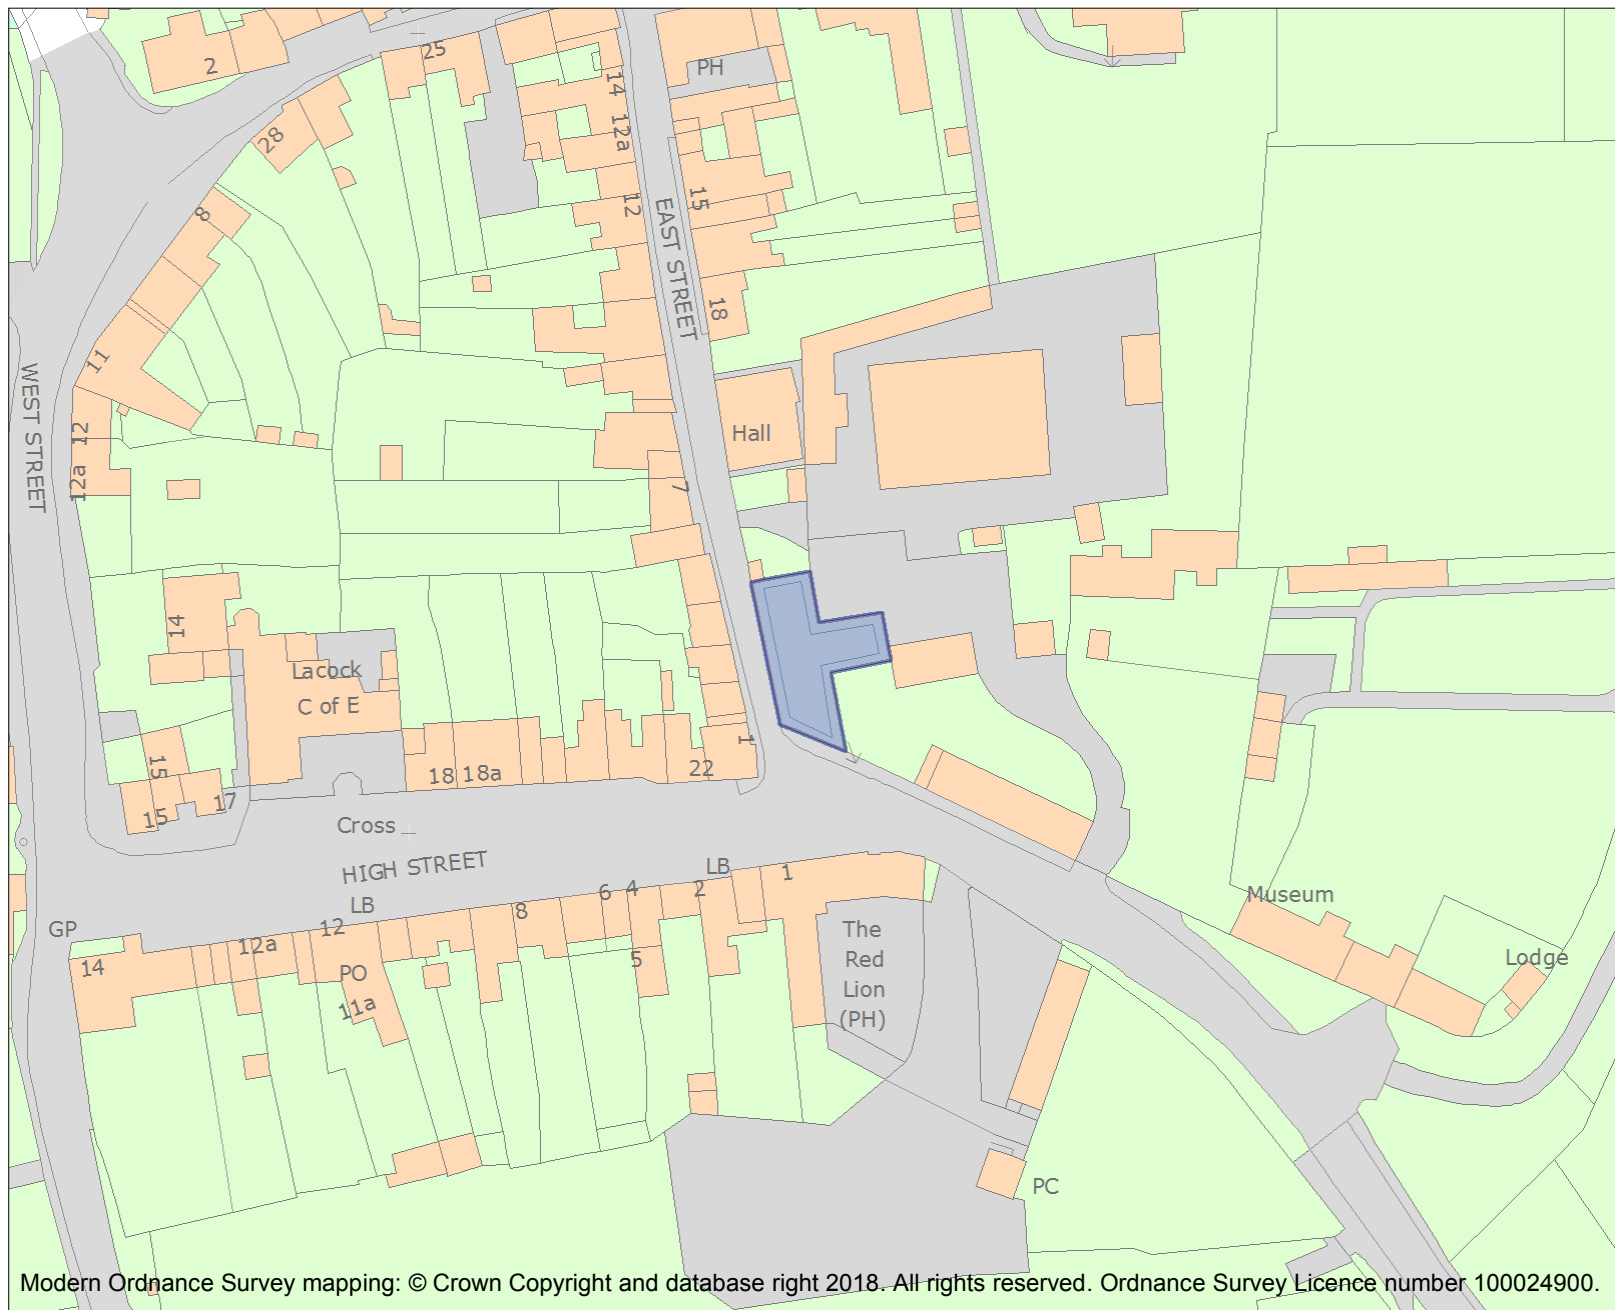 2
25
PH
14
12a
28
15
12
8
EAST STREET
18
11
WEST STREET
12
Hall
12a
7
14
Lacock
C of E
1
15
22
18
18a
17
15
Cross
HIGH STREET
LB
1
6
4
2
8
LB
Museum
GP
12
12a
The
Red
Lion
(PH)
14
PO
5
11a
Lodge
PC
Modern Ordnance Survey mapping: © Crown Copyright and database right 2018. All rights reserved. Ordnance Survey Licence number 100024900.